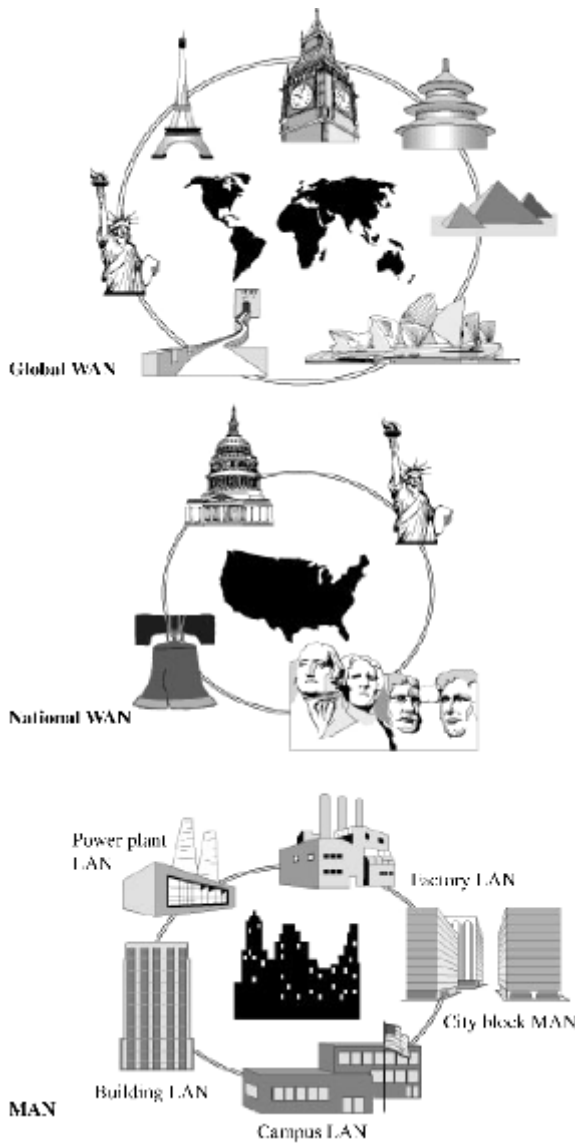 Global WAN
National WAN
Power plant
LAN
Factory LAN
City block MAN
Building LAN
MAN
Campus LAN